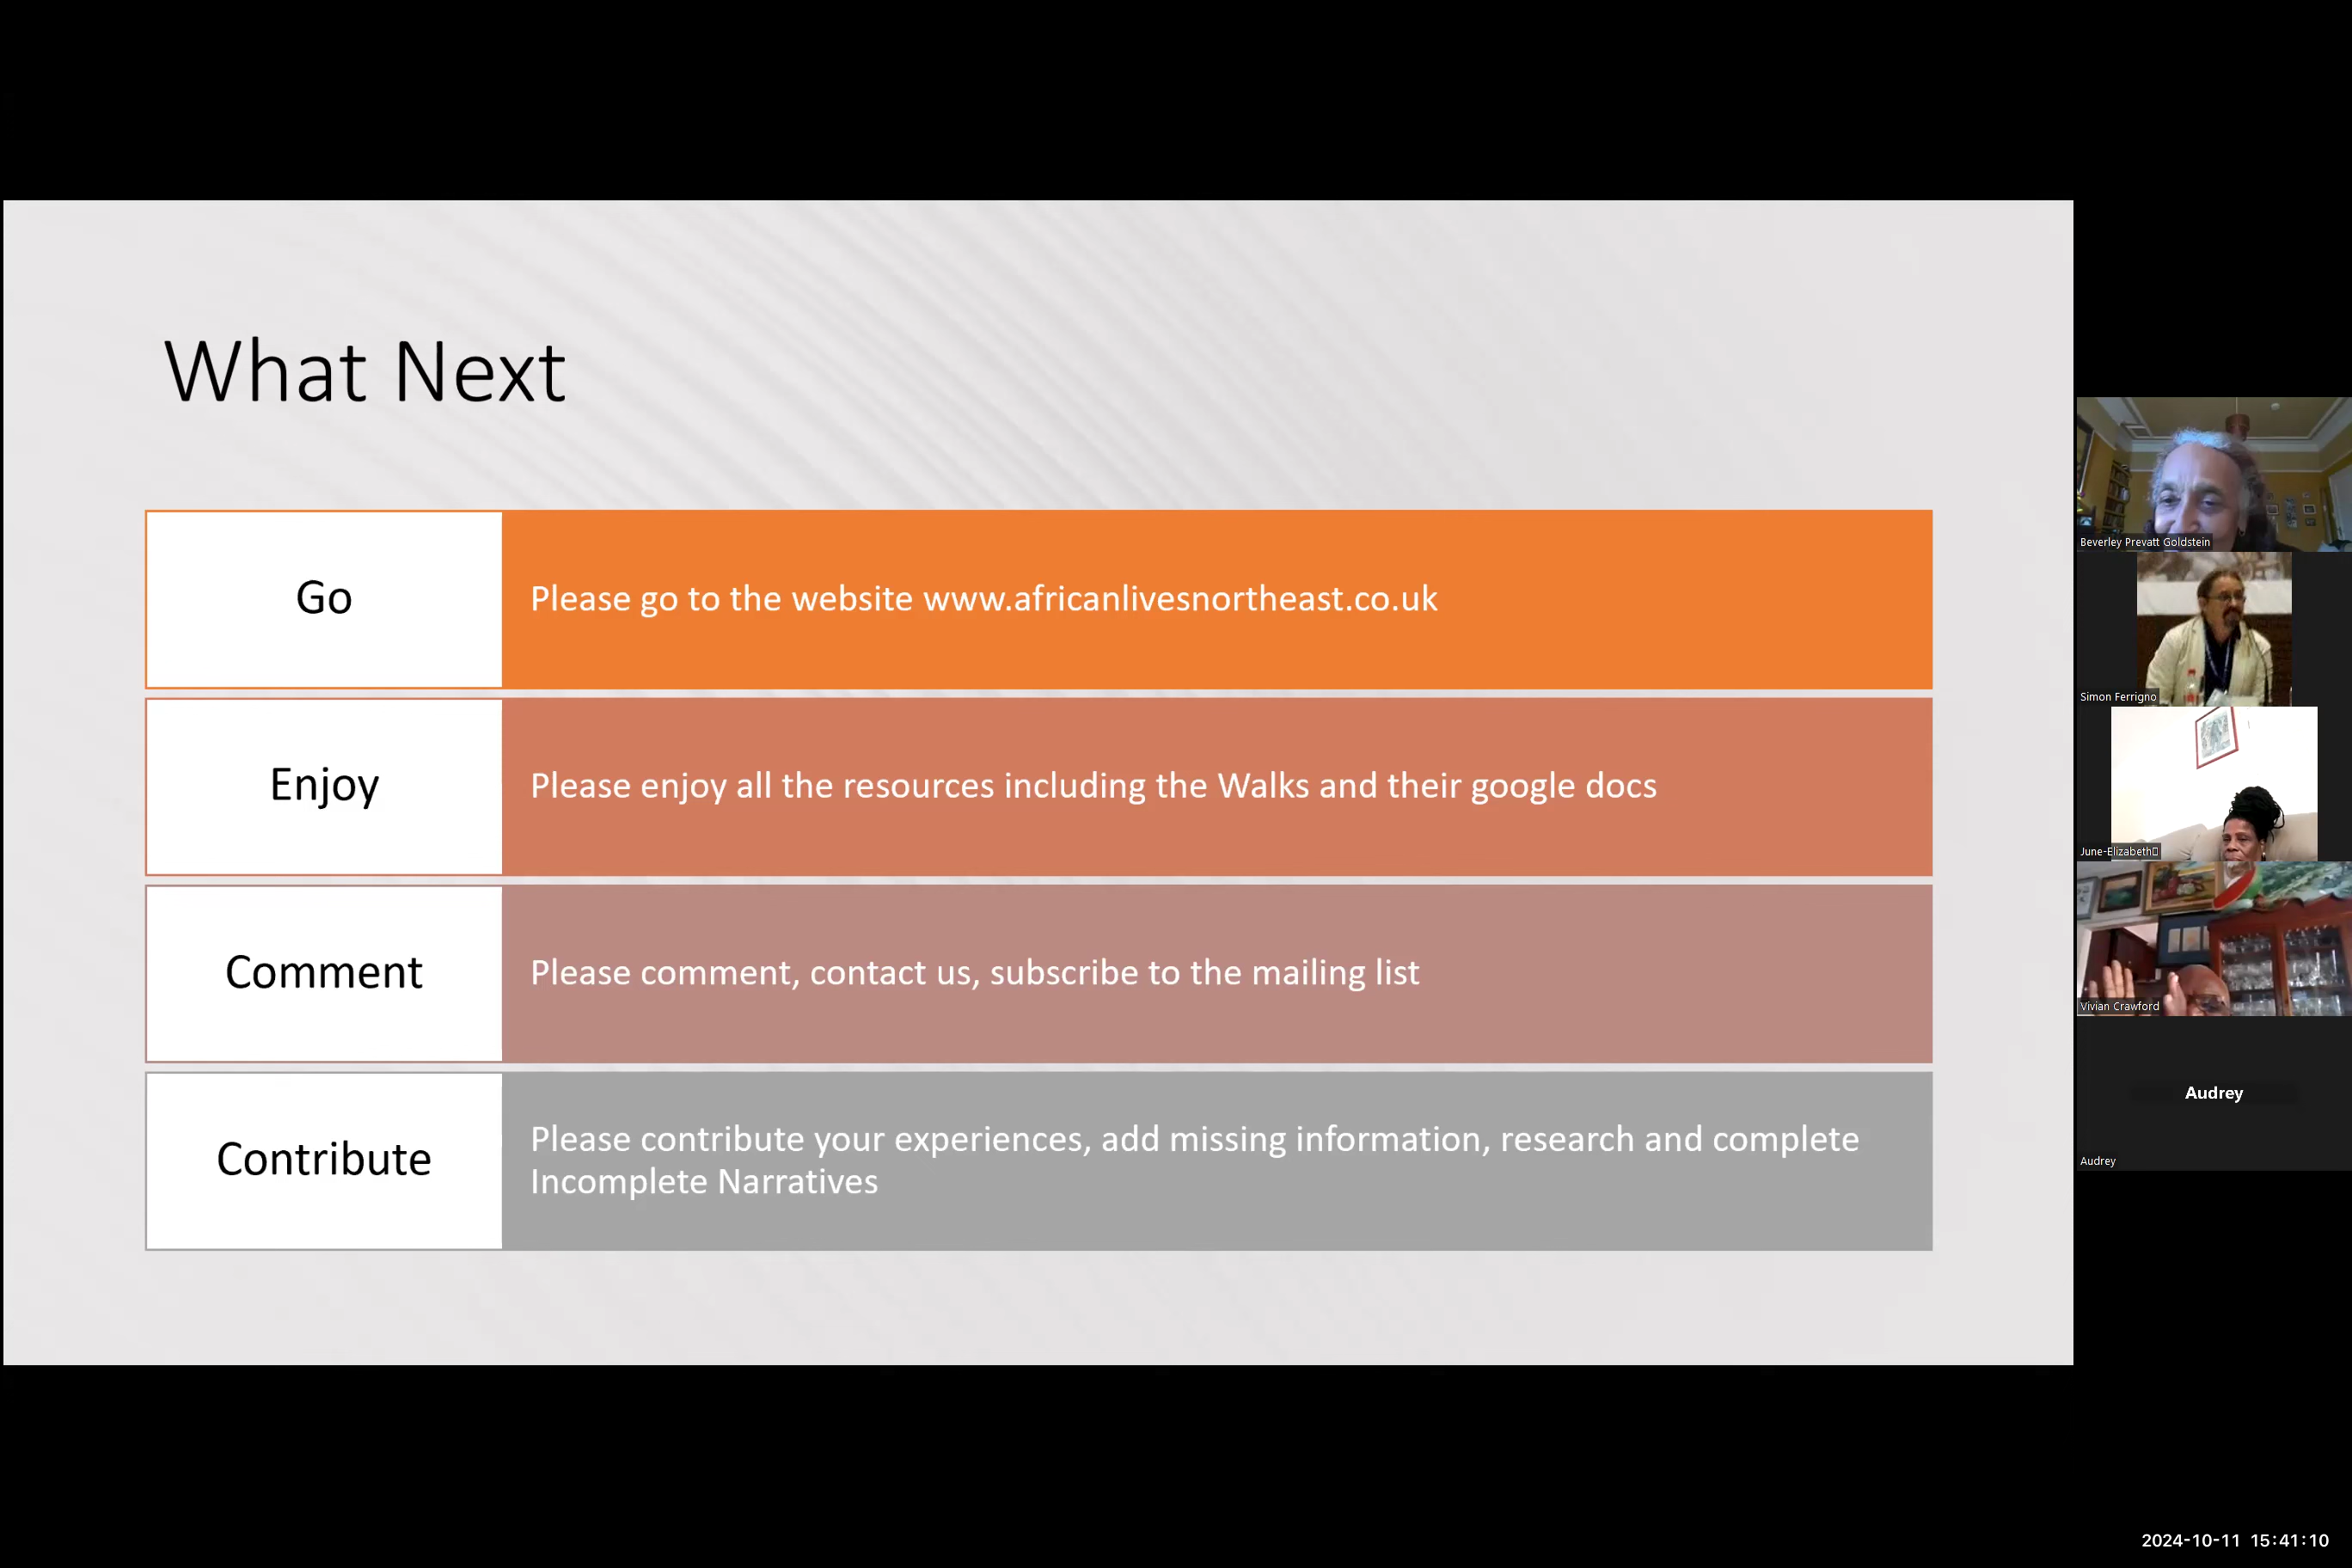 What Next
Go
Please go to the website www.africanlivesnortheast.co.uk
Enjoy
Please enjoy all the resources including the Walks and their google docs
Comment
Please comment, contact us, subscribe to the mailing list
Contribute
Please contribute your experiences, add missing information, research and complete
Incomplete Narratives
Beverley Prevatt Goldstein
Simon Ferrigno
June-Elizabeth
Vivian Crawford
Audrey
Audrey
2024-10-11 15:41:10